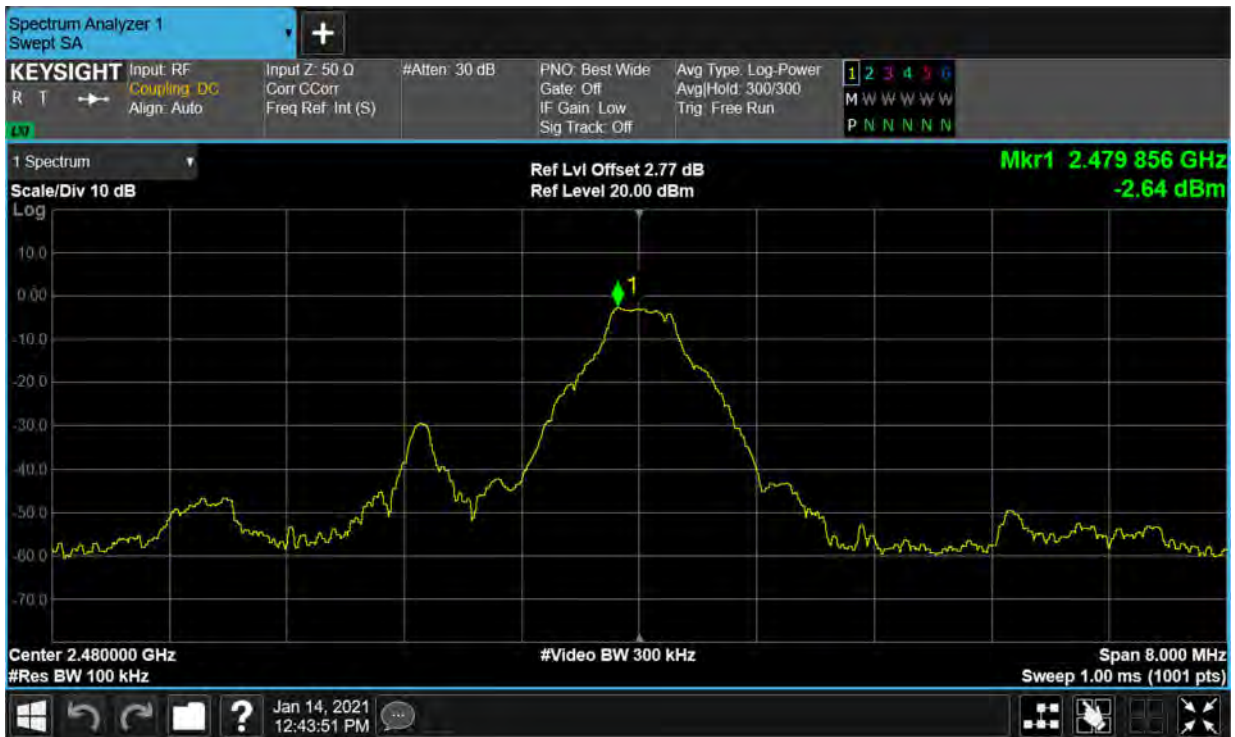 Spectrum Analyzer 1
Swept SA
+
KEYSIGHT Input: RF Input Z: 50 Ω #Atten: 30 dB PNO: Best Wide Avg Type: Log-Power 1 2 3 4 5 6
R T Coupling: DC Corr CCorr Gate: Off Avg|Hold: 300/300 M W W W W W W
Align: Auto Freq Ref: Int (S) IF Gain: Low Trig: Free Run
LXI Sig Track: Off P N N N N N N
1 Spectrum Ref Lvl Offset 2.77 dB Mkr1 2.479 856 GHz
Scale/Div 10 dB Ref Level 20.00 dBm -2.64 dBm
Log
10.0
1
0.00
-10.0
-20.0
-30.0
-40.0
-50.0
-60.0
-70.0
Center 2.480000 GHz #Video BW 300 kHz Span 8.000 MHz
#Res BW 100 kHz Sweep 1.00 ms (1001 pts)
? Jan 14, 2021
12:43:51 PM